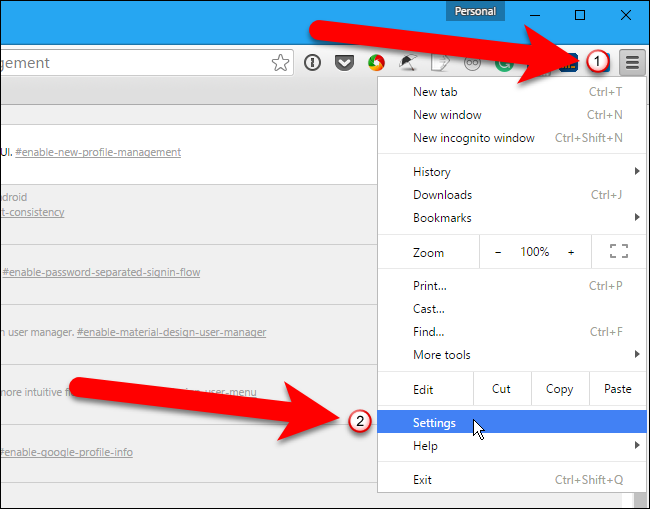 Personal
agement
1
New tab Ctrl+T
New window Ctrl+N
New incognito window Ctrl+Shift+N
UI. #enable-new-profile-management
History
Downloads Ctrl+J
ndroid
Bookmarks
t-consistency
Zoom − 100% +
#enable-password-separated-signin-flow
Print... Ctrl+P
Cast...
Find... Ctrl+F
n user manager. #enable-material-design-user-manager
More tools
Edit Cut Copy Paste
more intuitive -user-menu
2 Settings
Help
#enable-google-profile-info
Exit Ctrl+Shift+Q